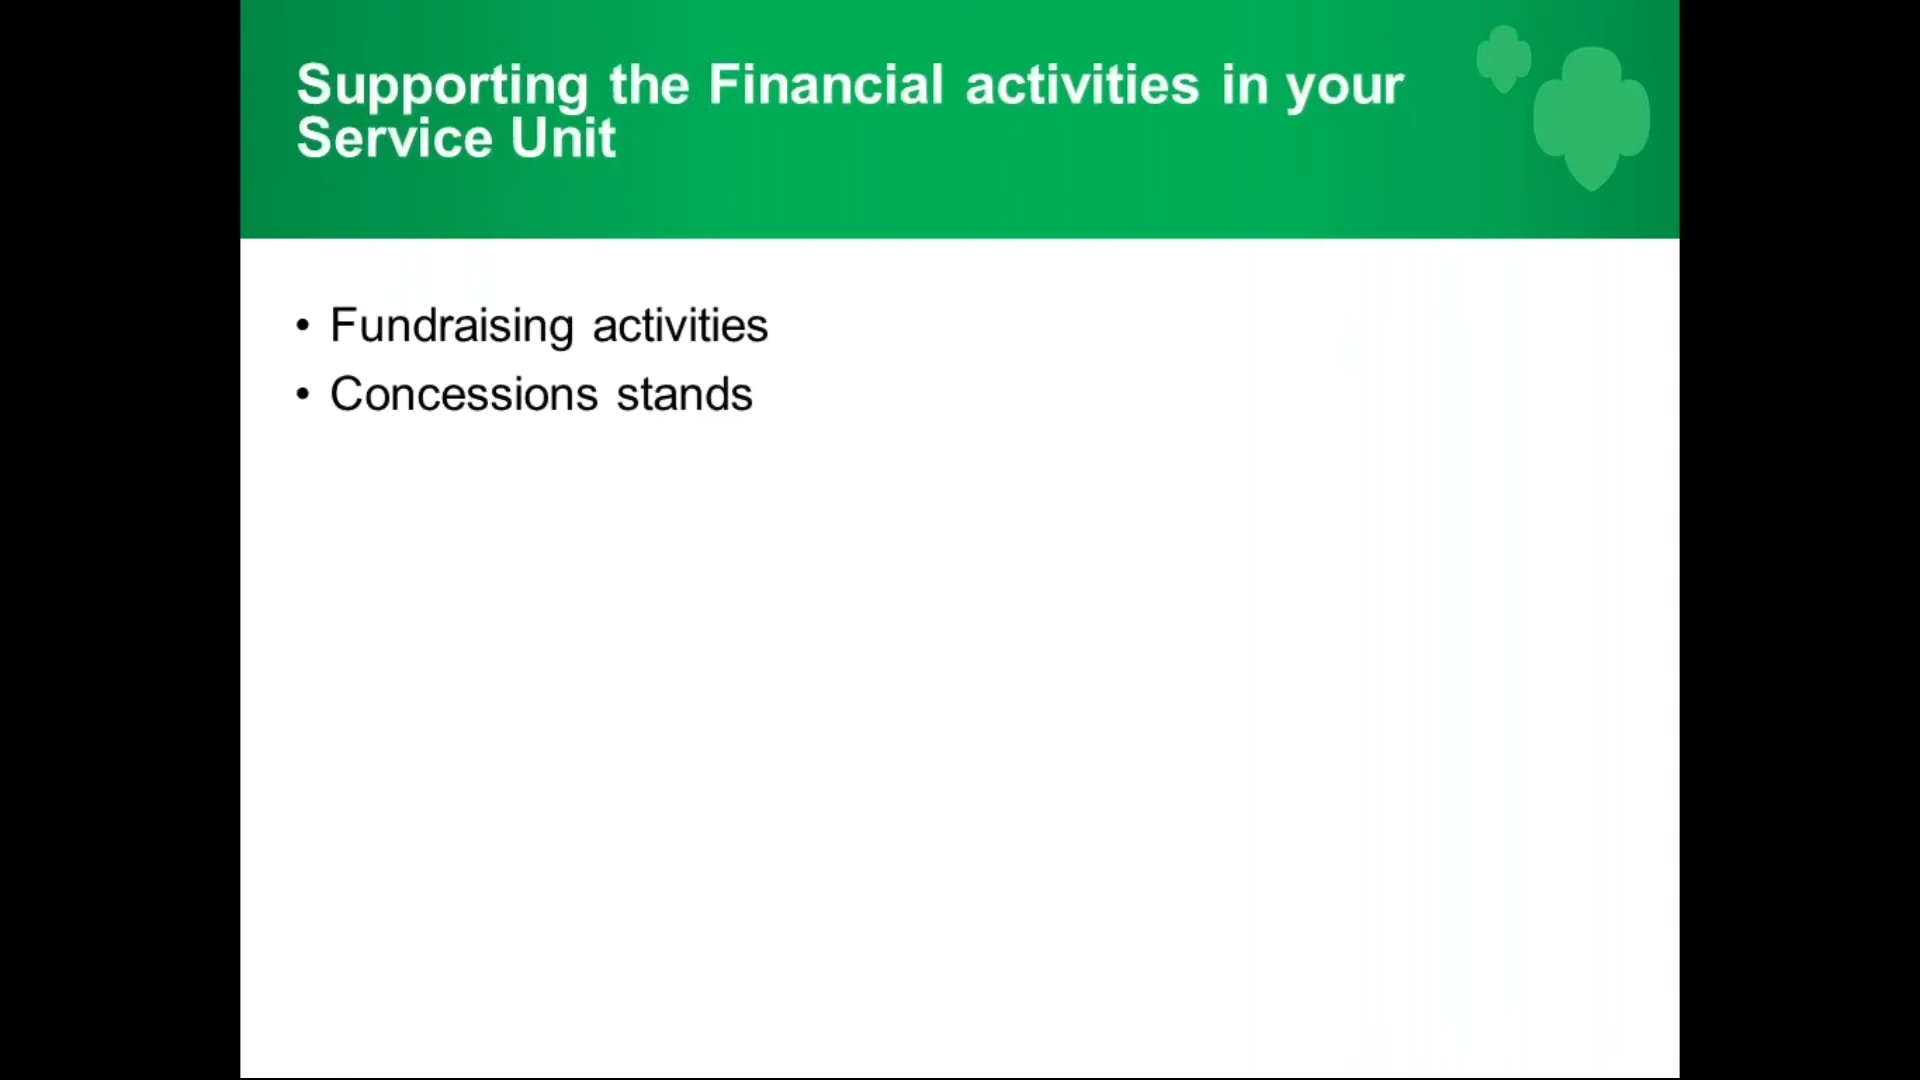 Supporting the Financial activities in your
Service Unit
• Fundraising activities
• Concessions stands